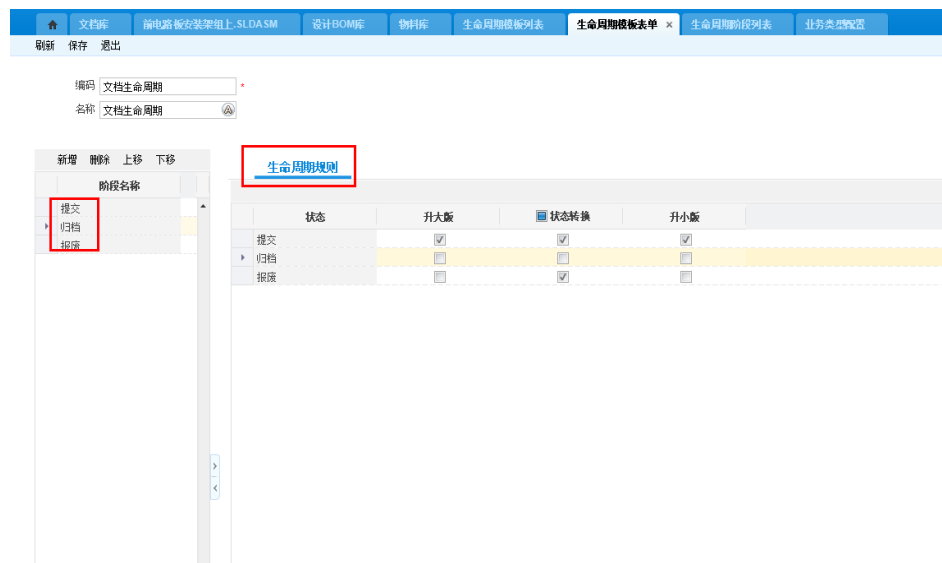 文档库 前电路板安装架组上.SLDASM 设计BOM库 物料库 生命周期模板列表 生命周期模板表单 × 生命周期阶段列表 业务类型配置
刷新 保存 退出
编码 文档生命周期 *
名称 文档生命周期
新增 删除 上移 下移
生命周期规则
阶段名称
提交
归档
报废
状态 升大版 状态转换 升小版
提交
归档
报废